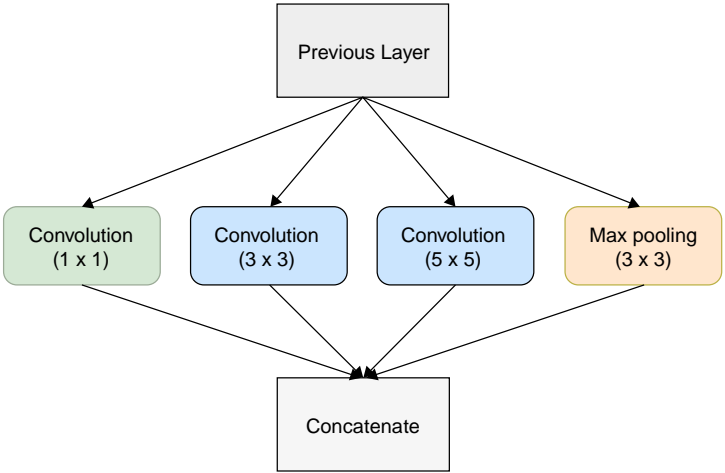 Previous Layer
Convolution
(1 x 1)
Convolution
(3 x 3)
Convolution
(5 x 5)
Max pooling
(3 x 3)
Concatenate